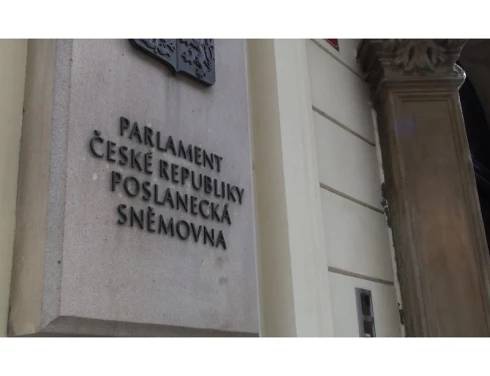 PARLAMENT
ČESKÉ REPUBLIKY
POSLANECKÁ
SNĚMOVNA